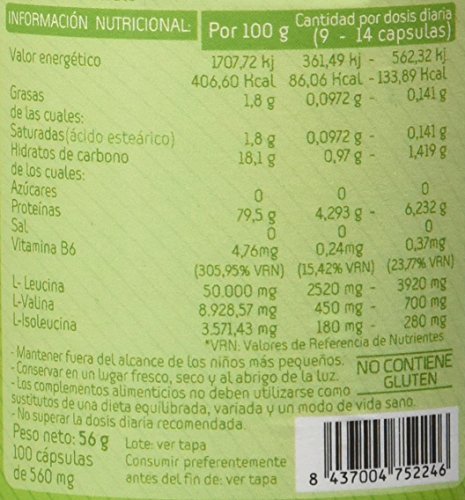 INFORMACIÓN NUTRICIONAL: Por 100 g Cantidad por dosis diaria
(9 - 14 capsulas)
Valor energético 1707,72 kj 361,49 kj - 562,32 kj
406,60 Kcal 86,06 Kcal - 133,89 Kcal
Grasas 1,8 g 0,0972 g - 0,141 g
de las cuales:
Saturadas(ácido esteárico) 1,8 g 0,0972 g - 0,141 g
Hidratos de carbono 18,1 g 0,97 g - 1,419 g
de los cuales:
Azúcares 0 0 0
Proteínas 79,5 g 4,293 g - 6,232 g
Sal 0 0 0
Vitamina B6 4,76mg 0,24mg 0,37mg
(305,95% VRN) (15,42% VRN) (23,77% VRN)
L- Leucina 50.000 mg 2520 mg - 3920 mg
L-Valina 8.928,57 mg 450 mg - 700 mg
L-Isoleucina 3.571,43 mg 180 mg - 280 mg
*VRN: Valores de Referencia de Nutrientes
- Mantener fuera del alcance de los niños más pequeños.
- Conservar en un lugar fresco, seco y al abrigo de la luz.
- Los complementos alimenticios no deben utilizarse como
sustitutos de una dieta equilibrada, variada y un modo de vida sano.
- No superar la dosis diaria recomendada.
NO CONTIENE
GLUTEN
Peso neto: 56 g Lote: ver tapa
100 cápsulas Consumir preferentemente
de 560 mg antes del fin de: ver tapa
8 437004 752246